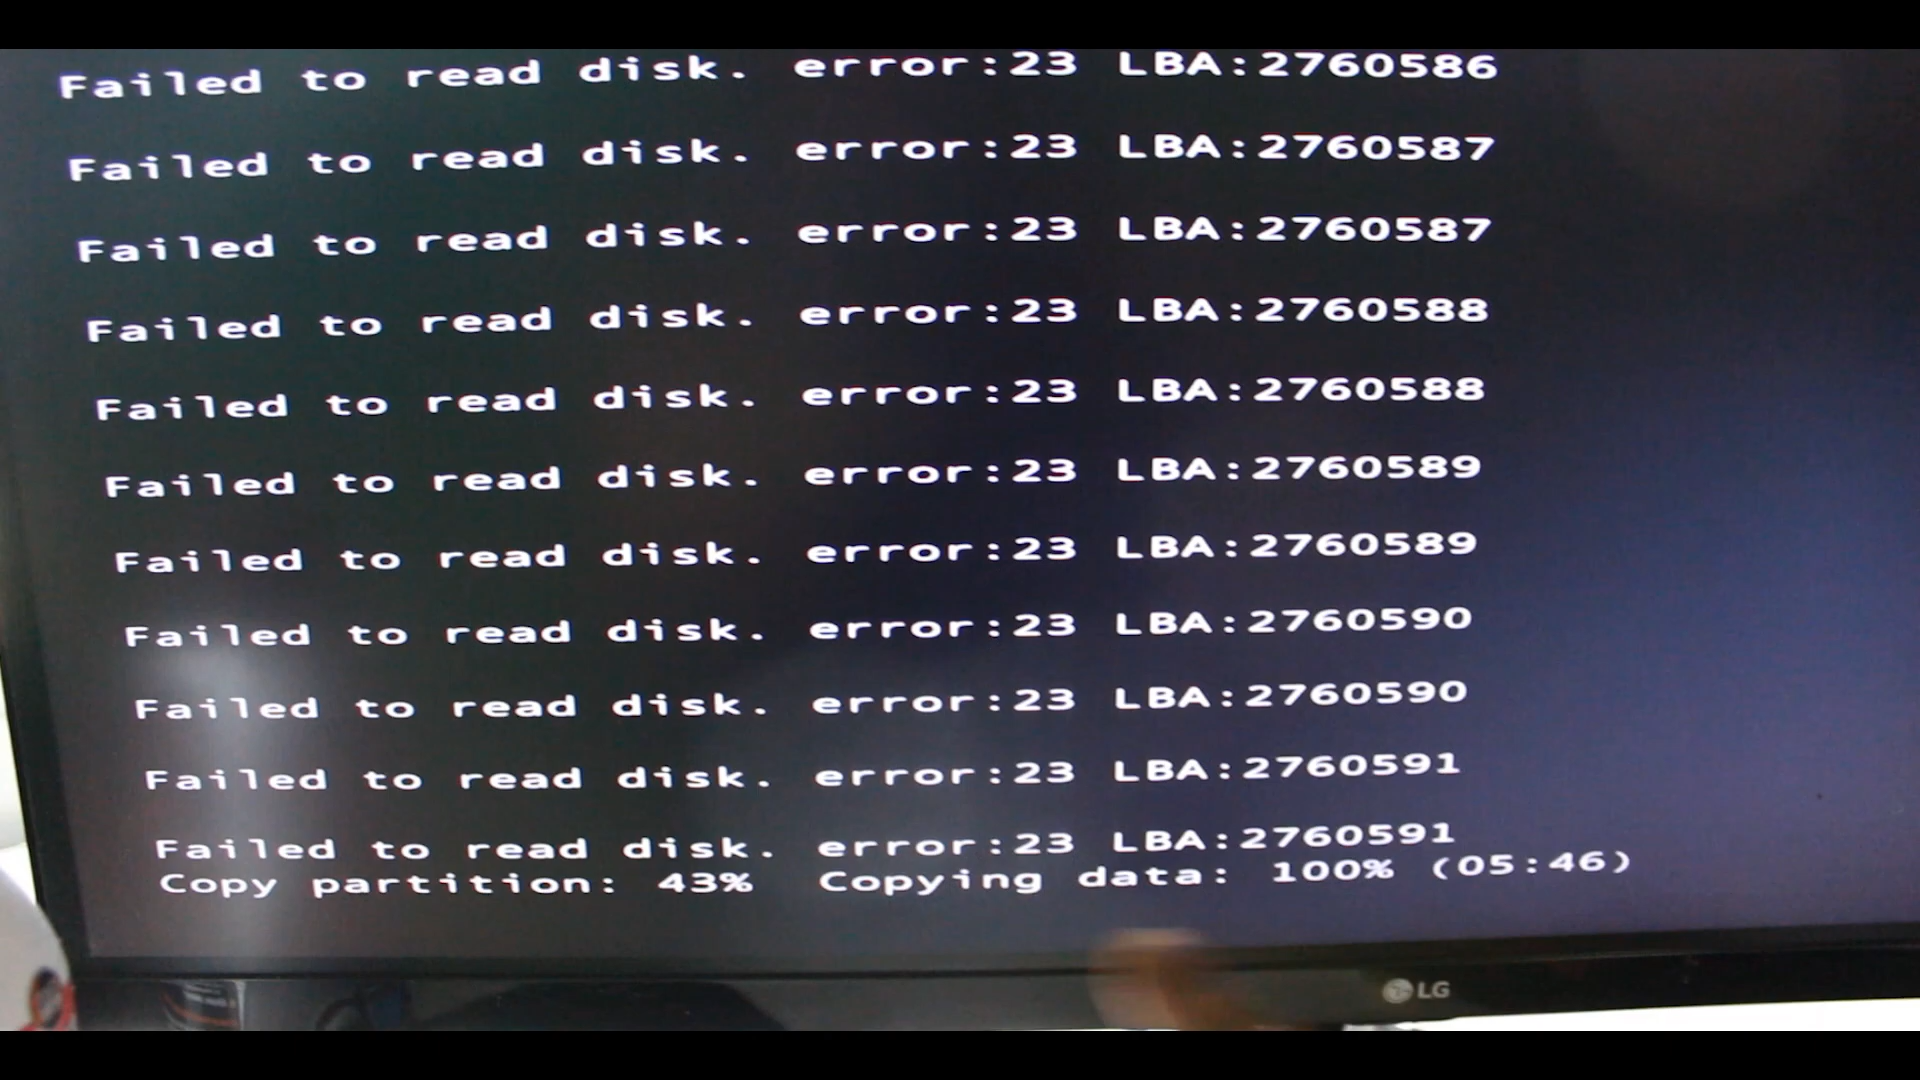 Failed to read disk. error:23 LBA:2760586
Failed to read disk. error:23 LBA:2760587
Failed to read disk. error:23 LBA:2760587
Failed to read disk. error:23 LBA:2760588
Failed to read disk. error:23 LBA:2760588
Failed to read disk. error:23 LBA:2760589
Failed to read disk. error:23 LBA:2760589
Failed to read disk. error:23 LBA:2760590
Failed to read disk. error:23 LBA:2760590
Failed to read disk. error:23 LBA:2760591
Failed to read disk. error:23 LBA:2760591
Copy partition: 43% Copying data: 100% (05:46)
LG